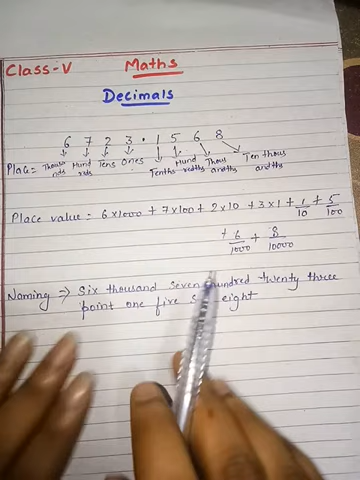 Class-V Maths
Decimals
6 7 2 3 . 1 5 6 8
Place = Thousands Hundreds Tens Ones Tenths Hundredths Thousandths Ten thousandths
Place value = 6×1000 + 7×100 + 2×10 + 3×1 + 1/10 + 5/100
+ 6/1000 + 8/10000
Naming → Six thousand seven hundred twenty three
point one five eight